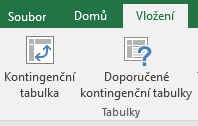 Soubor Domů Vložení
Kontingenční Doporučené
tabulka kontingenční tabulky
Tabulky